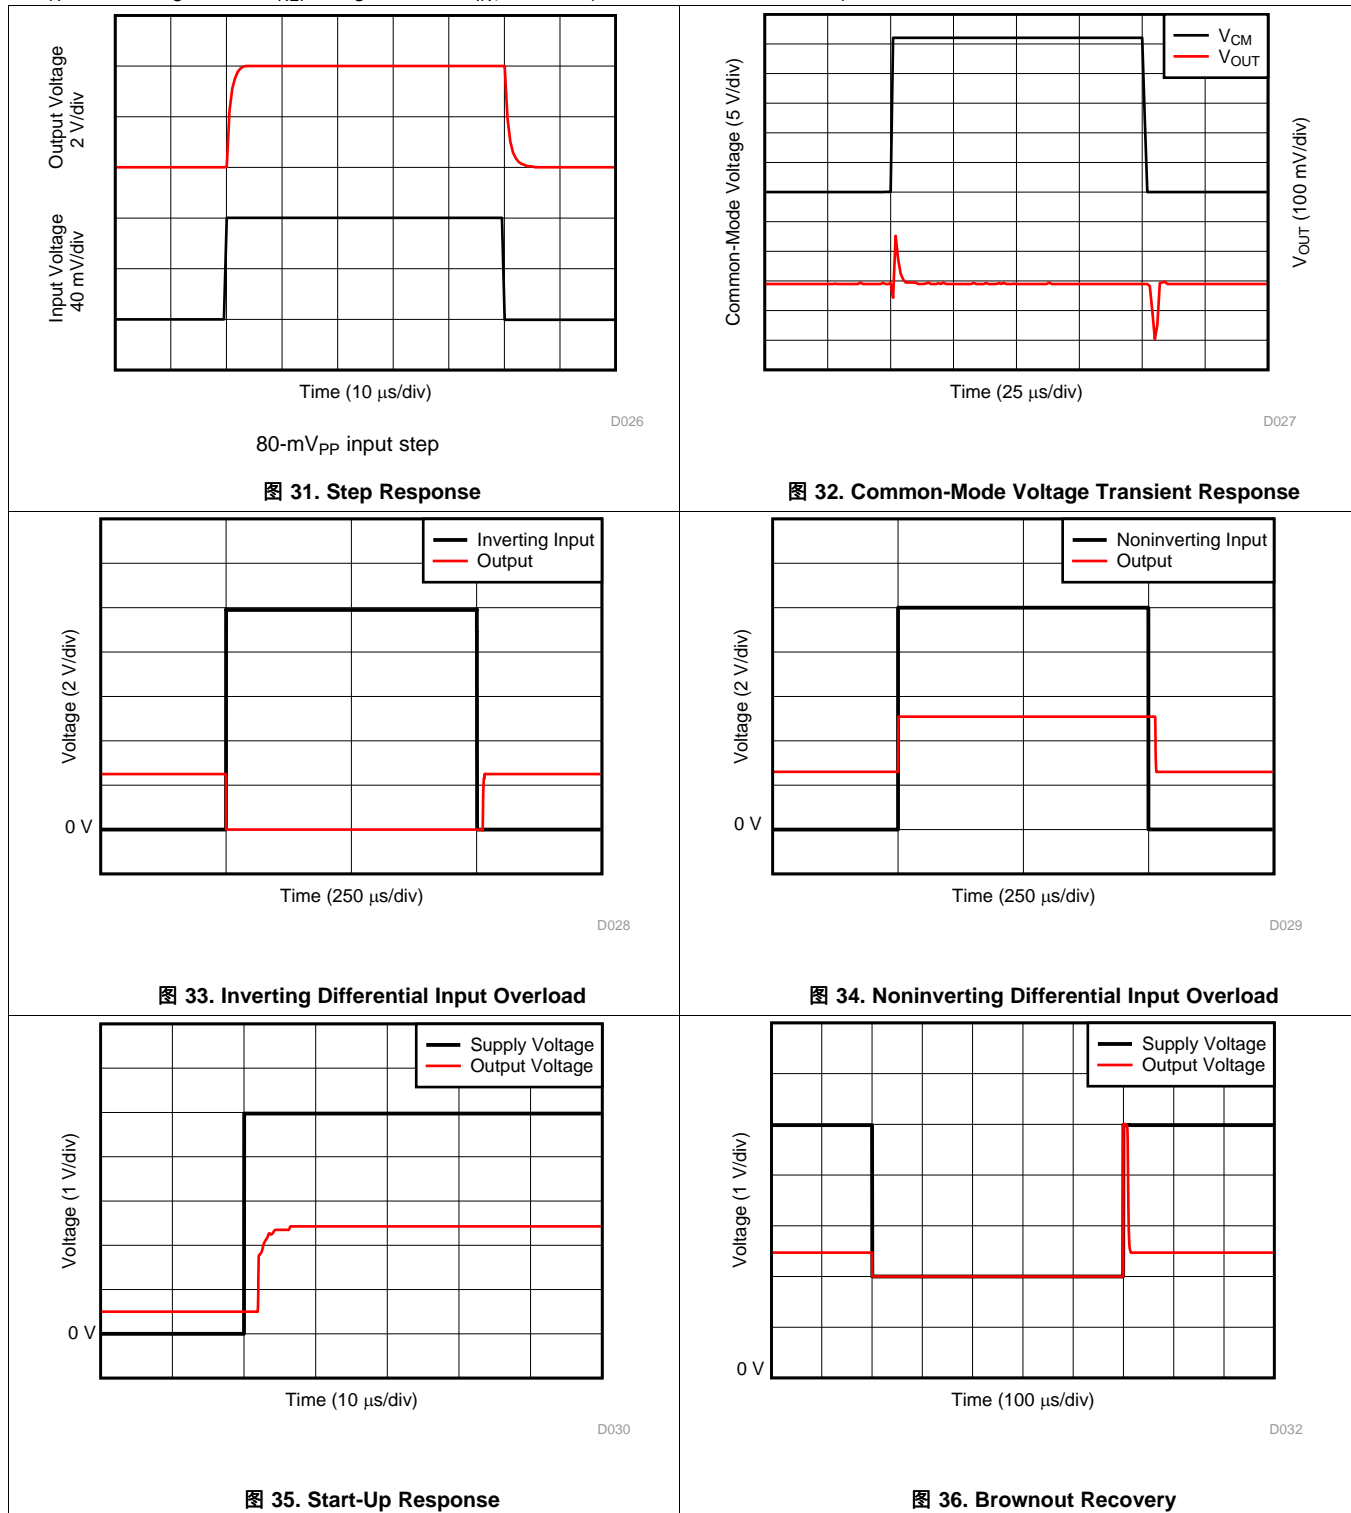 Output Voltage
2 V/div
Input Voltage
40 mV/div
Time (10 μs/div)
D026
80-mVPP input step
图 31. Step Response
VCM
VOUT
Common-Mode Voltage (5 V/div)
VOUT (100 mV/div)
Time (25 μs/div)
D027
图 32. Common-Mode Voltage Transient Response
Inverting Input
Output
Voltage (2 V/div)
0 V
Time (250 μs/div)
D028
图 33. Inverting Differential Input Overload
Noninverting Input
Output
Voltage (2 V/div)
0 V
Time (250 μs/div)
D029
图 34. Noninverting Differential Input Overload
Supply Voltage
Output Voltage
Voltage (1 V/div)
0 V
Time (10 μs/div)
D030
图 35. Start-Up Response
Supply Voltage
Output Voltage
Voltage (1 V/div)
0 V
Time (100 μs/div)
D032
图 36. Brownout Recovery